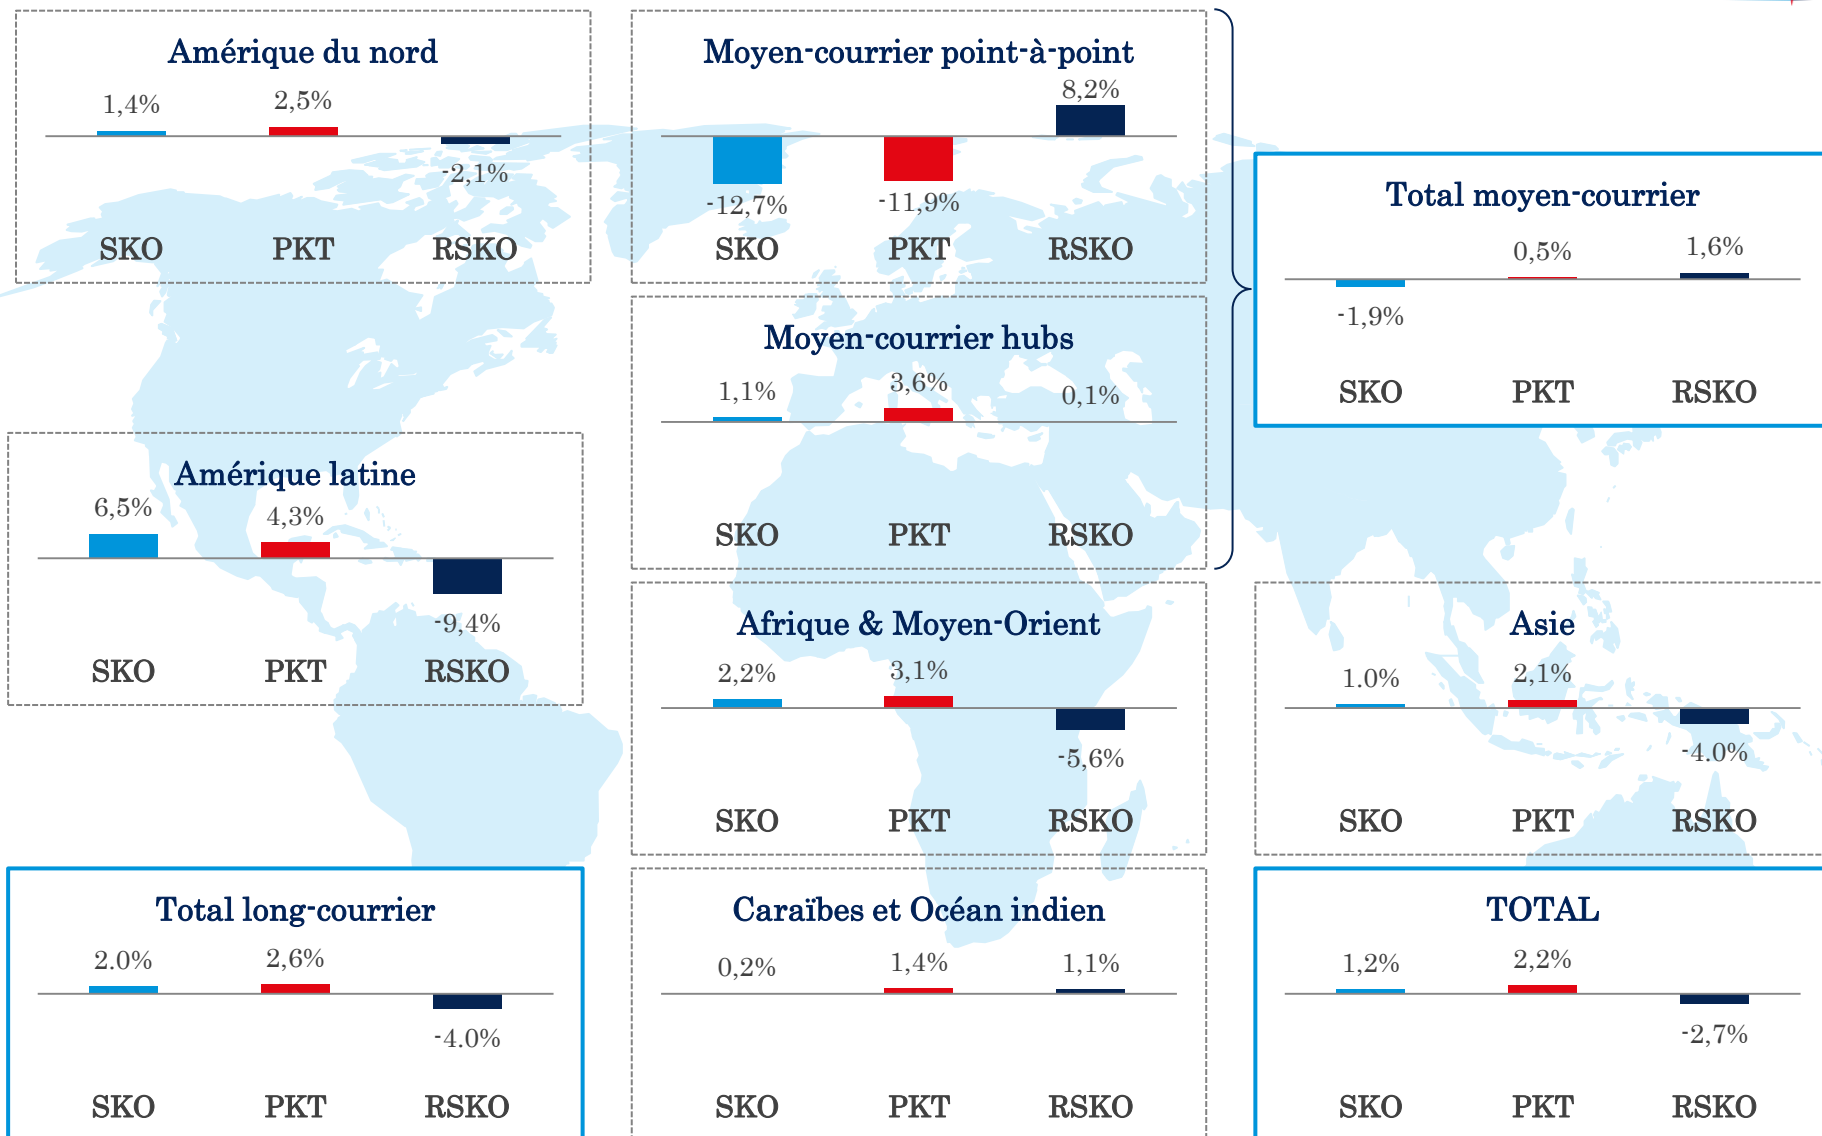 Amérique du nord
1,4%
2,5%
-2,1%
SKO PKT RSKO
Moyen-courrier point-à-point
8,2%
-12,7%
-11,9%
SKO PKT RSKO
Total moyen-courrier
0,5%
1,6%
-1,9%
SKO PKT RSKO
Moyen-courrier hubs
1,1%
3,6%
0,1%
SKO PKT RSKO
Amérique latine
6,5%
4,3%
-9,4%
SKO PKT RSKO
Afrique & Moyen-Orient
2,2%
3,1%
-5,6%
SKO PKT RSKO
Asie
1.0%
2,1%
-4.0%
SKO PKT RSKO
Total long-courrier
2.0%
2,6%
-4.0%
SKO PKT RSKO
Caraïbes et Océan indien
0,2%
1,4%
1,1%
SKO PKT RSKO
TOTAL
1,2%
2,2%
-2,7%
SKO PKT RSKO